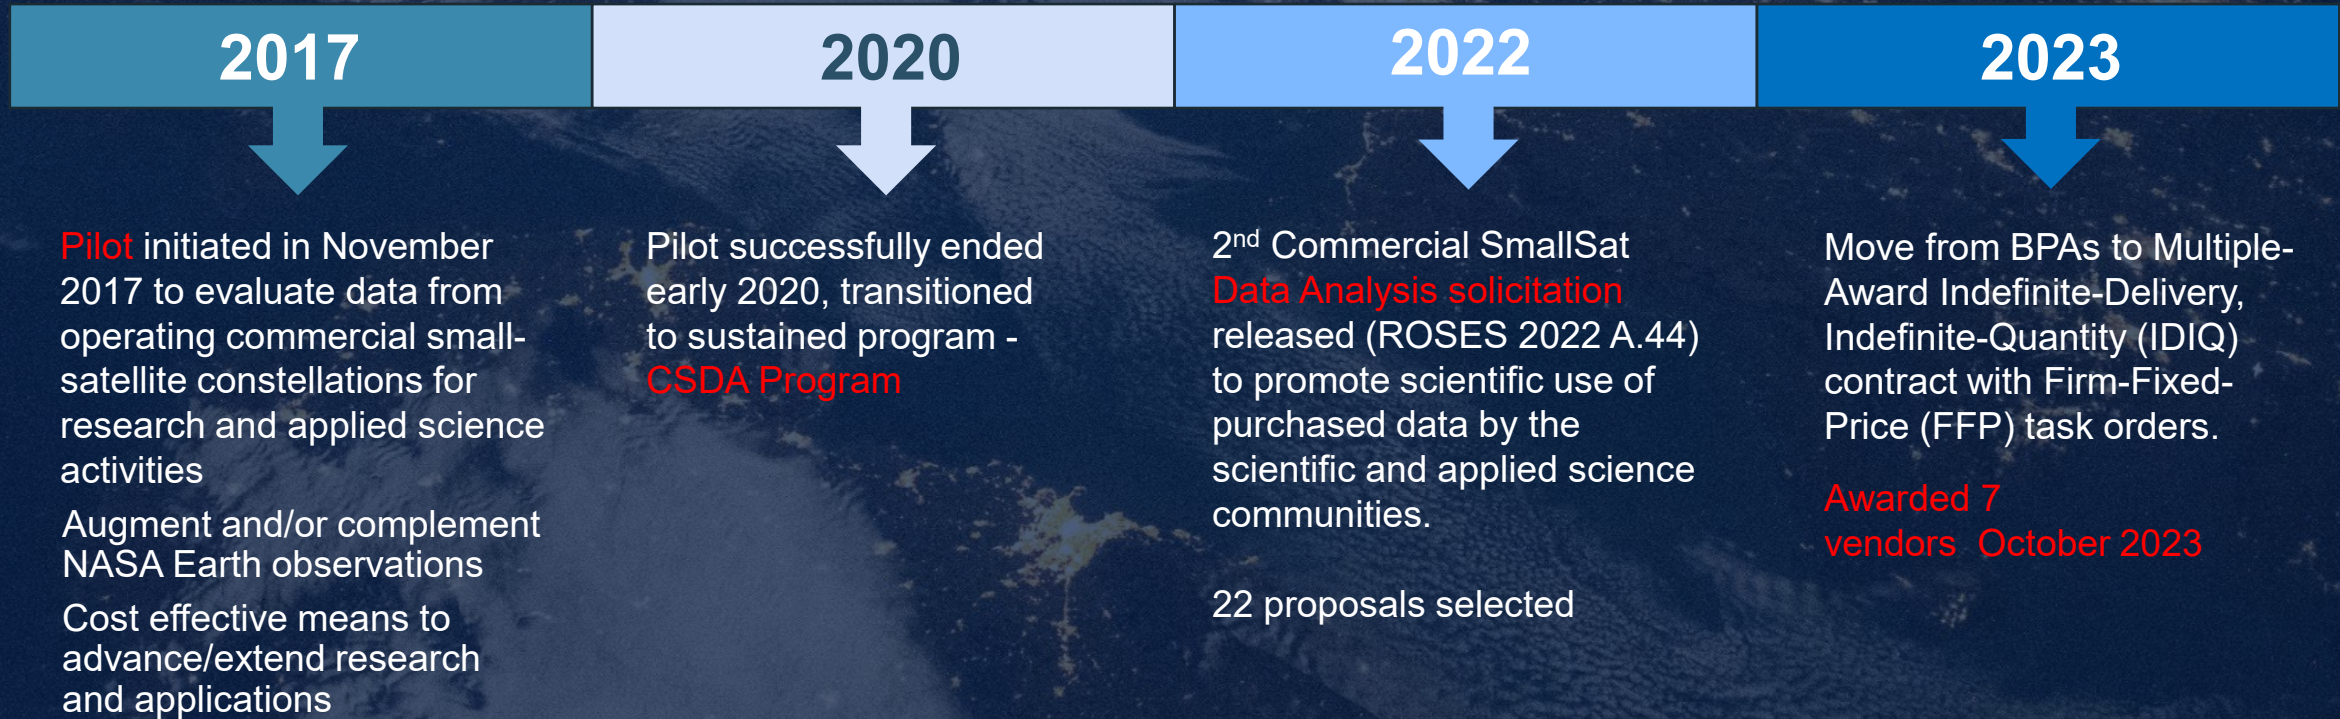 2017
Pilot initiated in November
2017 to evaluate data from
operating commercial small-
satellite constellations for
research and applied science
activities
Augment and/or complement
NASA Earth observations
Cost effective means to
advance/extend research
and applications
2020
Pilot successfully ended
early 2020, transitioned
to sustained program -
CSDA Program
2022
2nd Commercial SmallSat
Data Analysis solicitation
released (ROSES 2022 A.44)
to promote scientific use of
purchased data by the
scientific and applied science
communities.
22 proposals selected
2023
Move from BPAs to Multiple-
Award Indefinite-Delivery,
Indefinite-Quantity (IDIQ)
contract with Firm-Fixed-
Price (FFP) task orders.
Awarded 7
vendors  October 2023